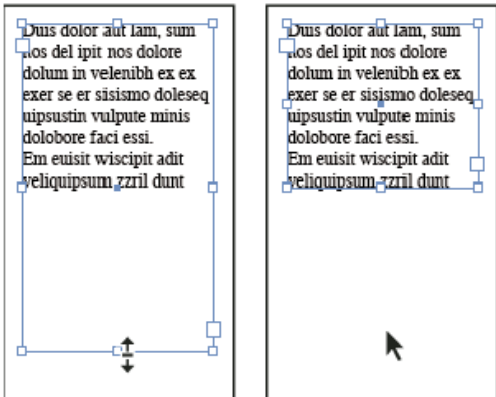 Duis dolor aut lam, sum
nos del ipit nos dolore
dolum in velenibh ex ex
exer se er sisismo doleseq
uipsustin vulpute minis
dolobore faci essi.
Em euisit wiscipit adit
veliquipsum zzril dunt
Duis dolor aut lam, sum
nos del ipit nos dolore
dolum in velenibh ex ex
exer se er sisismo doleseq
uipsustin vulpute minis
dolobore faci essi.
Em euisit wiscipit adit
veliquipsum zzril dunt